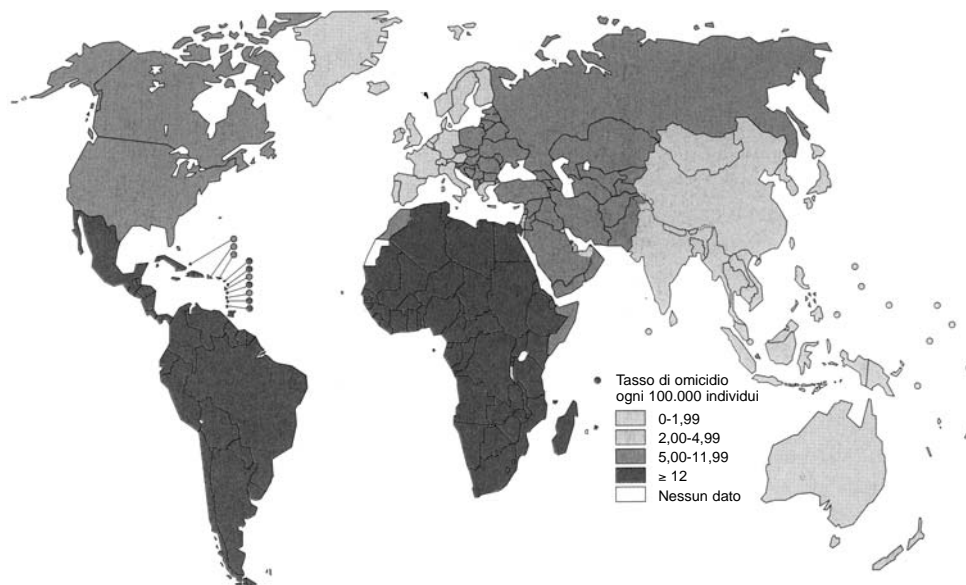 Tasso di omicidio
ogni 100.000 individui
0-1,99
2,00-4,99
5,00-11,99
≥ 12
Nessun dato